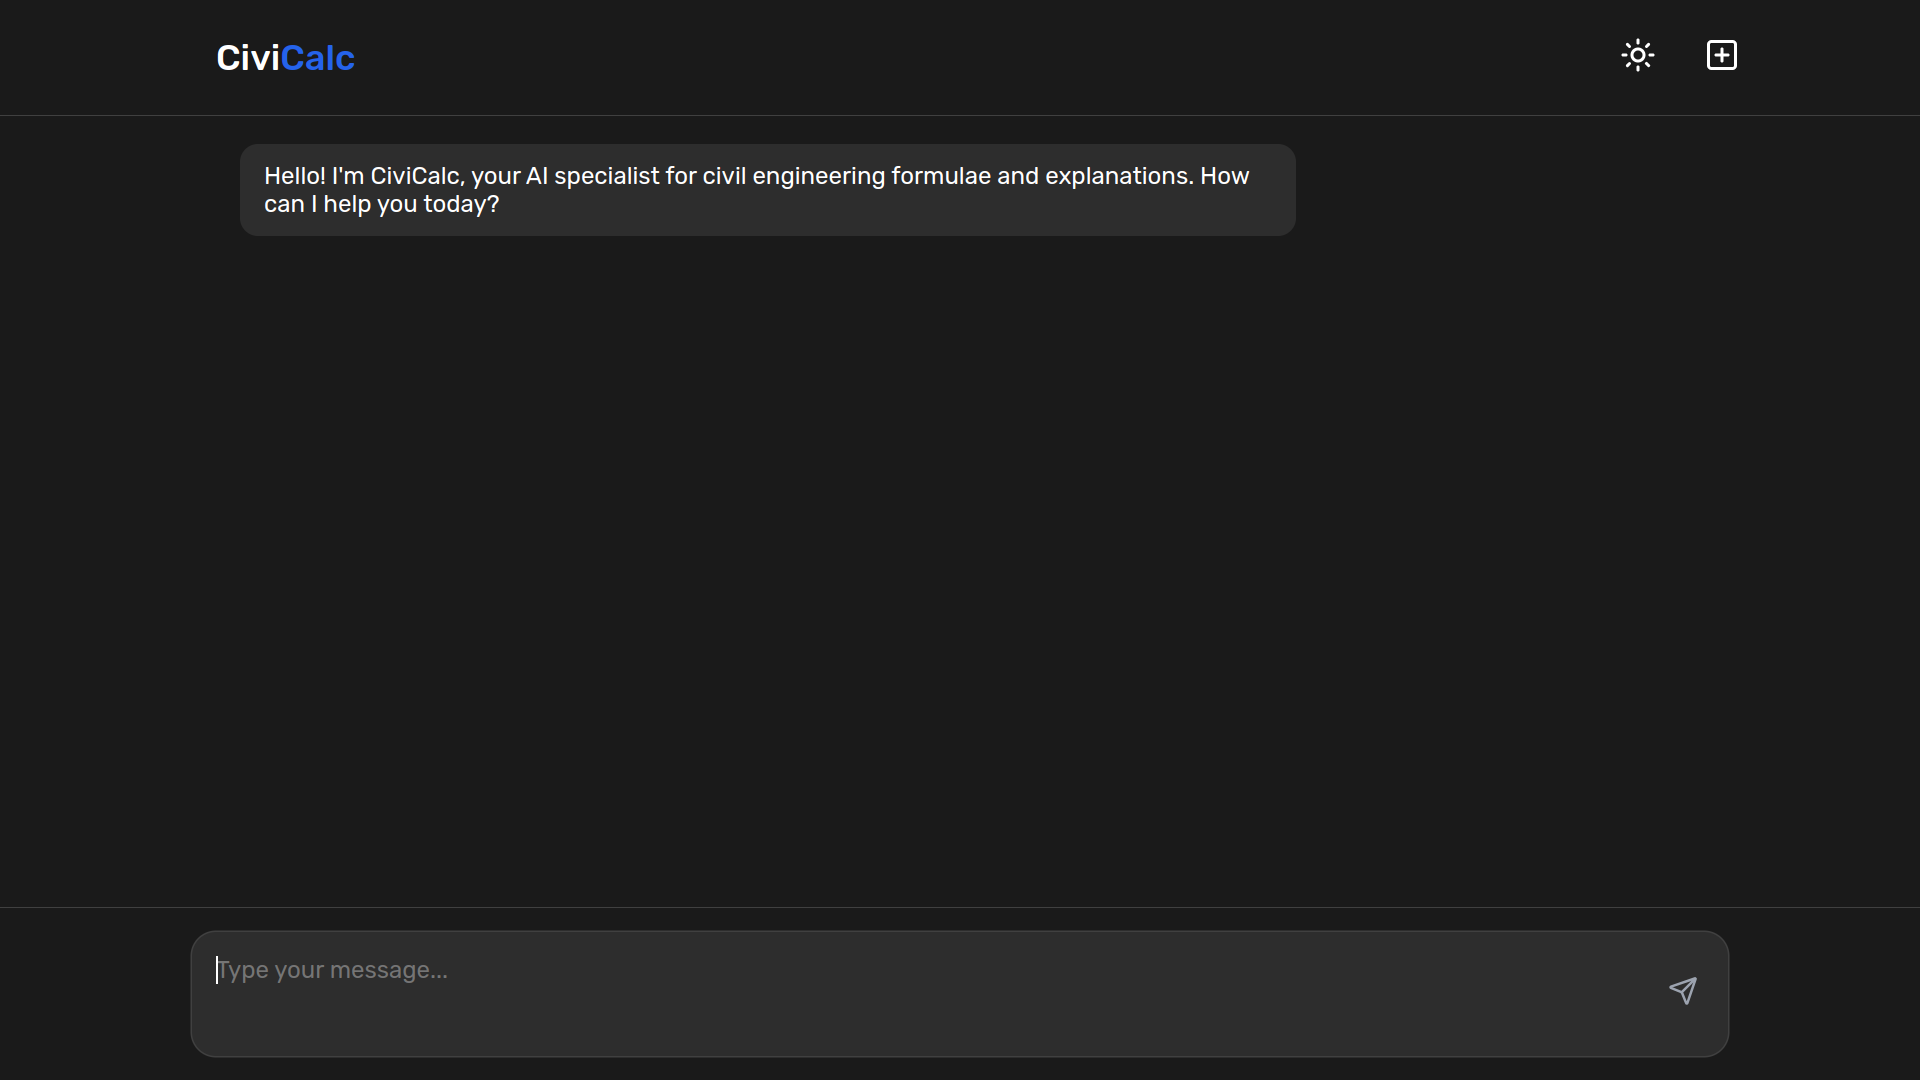 CiviCalc
Hello! I'm CiviCalc, your AI specialist for civil engineering formulae and explanations. How
can I help you today?
Type your message...